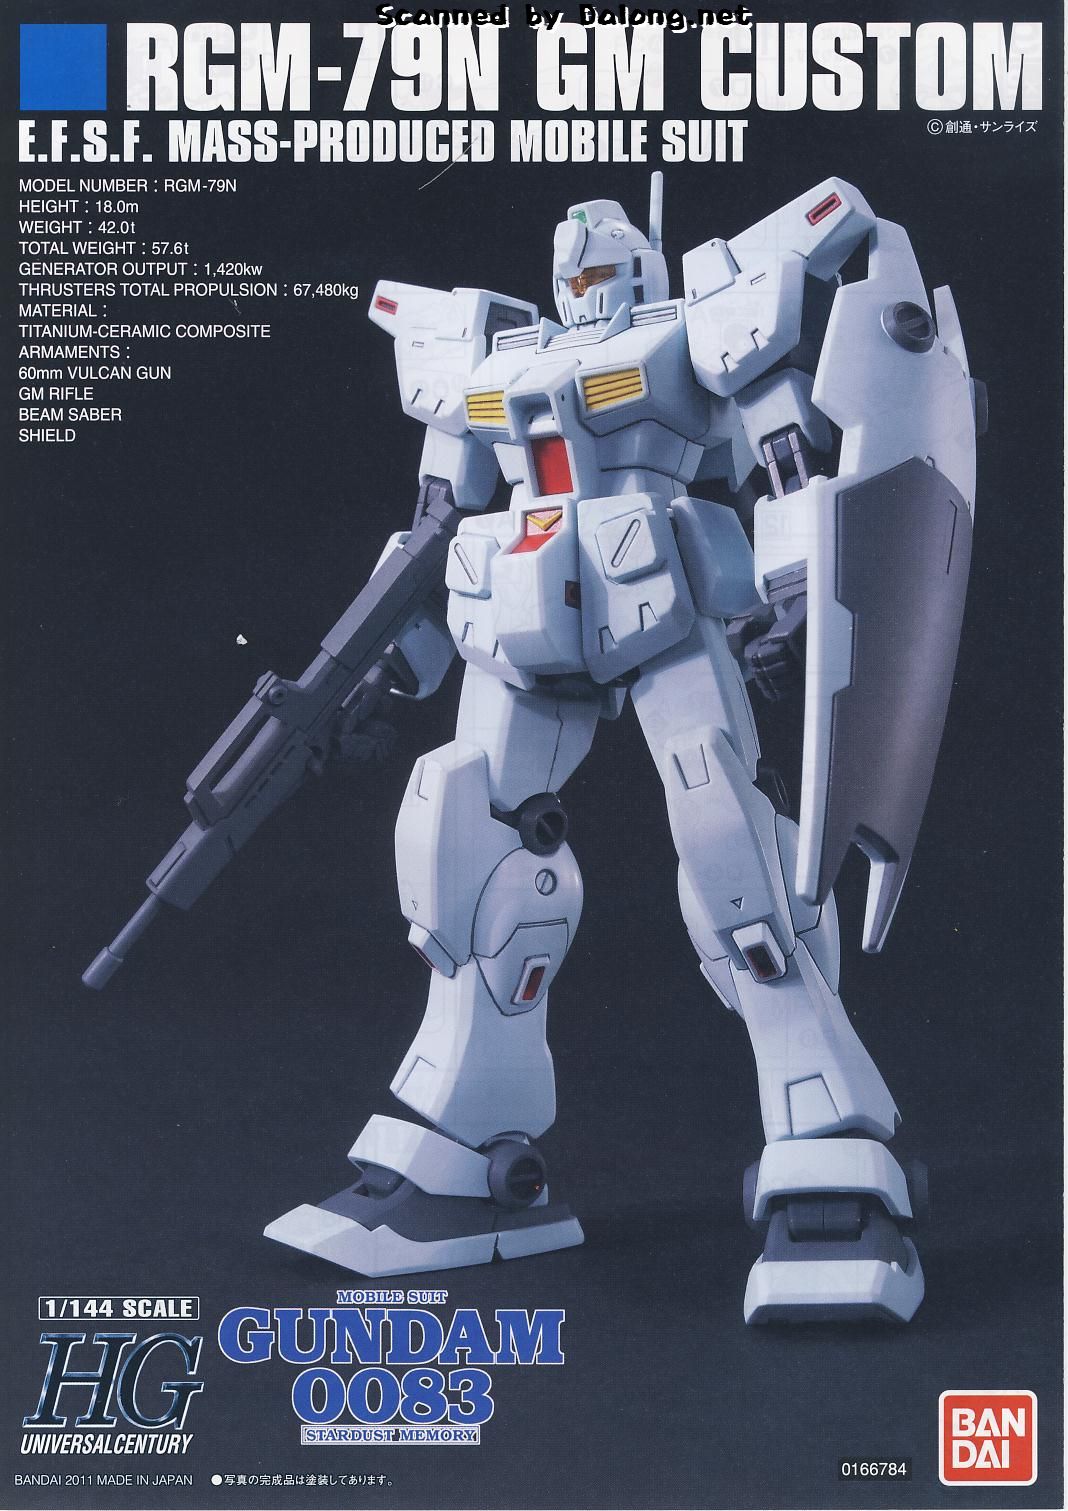 Scanned by Dalong.net
RGM-79N GM CUSTOM
E.F.S.F. MASS-PRODUCED MOBILE SUIT
©創通・サンライズ
MODEL NUMBER : RGM-79N
HEIGHT : 18.0m
WEIGHT : 42.0t
TOTAL WEIGHT : 57.6t
GENERATOR OUTPUT : 1,420kw
THRUSTERS TOTAL PROPULSION : 67,480kg
MATERIAL :
TITANIUM-CERAMIC COMPOSITE
ARMAMENTS :
60mm VULCAN GUN
GM RIFLE
BEAM SABER
SHIELD
1/144 SCALE
HG
UNIVERSAL CENTURY
MOBILE SUIT
GUNDAM
0083
STARDUST MEMORY
BAN
DAI
0166784
BANDAI 2011 MADE IN JAPAN ●写真の完成品は塗装してあります。